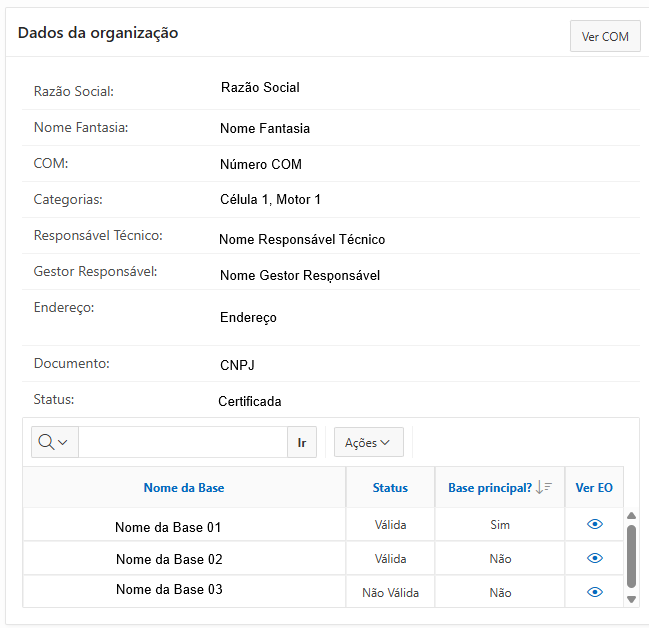 Dados da organização
Ver COM
Razão Social: Razão Social
Nome Fantasia: Nome Fantasia
COM: Número COM
Categorias: Célula 1, Motor 1
Responsável Técnico: Nome Responsável Técnico
Gestor Responsável: Nome Gestor Responsável
Endereço: Endereço
Documento: CNPJ
Status: Certificada
Ir Ações
Nome da Base Status Base principal? Ver EO
Nome da Base 01 Válida Sim
Nome da Base 02 Válida Não
Nome da Base 03 Não Válida Não